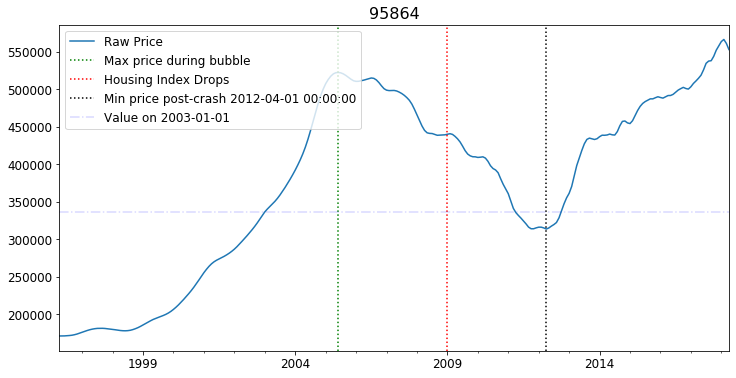 95864
Raw Price
Max price during bubble
Housing Index Drops
Min price post-crash 2012-04-01 00:00:00
Value on 2003-01-01
550000
500000
450000
400000
350000
300000
250000
200000
1999 2004 2009 2014